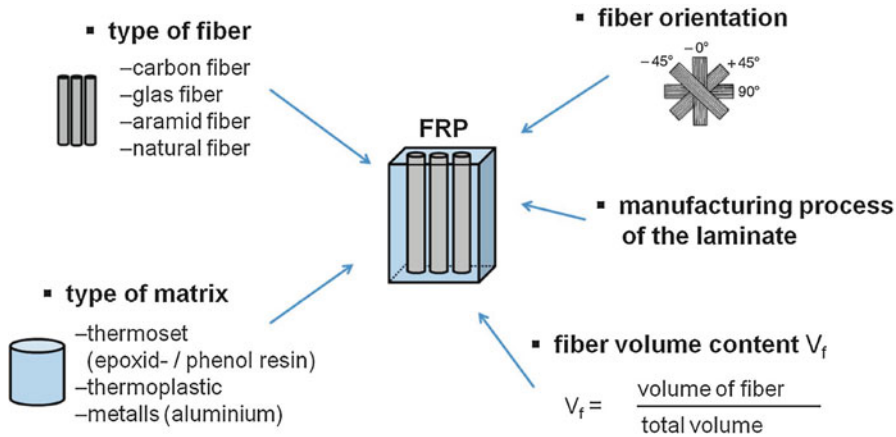 ▪ type of fiber
–carbon fiber
–glas fiber
–aramid fiber
–natural fiber
▪ type of matrix
–thermoset
(epoxid- / phenol resin)
–thermoplastic
–metalls (aluminium)
FRP
▪ fiber orientation
–0°
–45°
+45°
90°
▪ manufacturing process
of the laminate
▪ fiber volume content Vf
Vf = volume of fiber
total volume